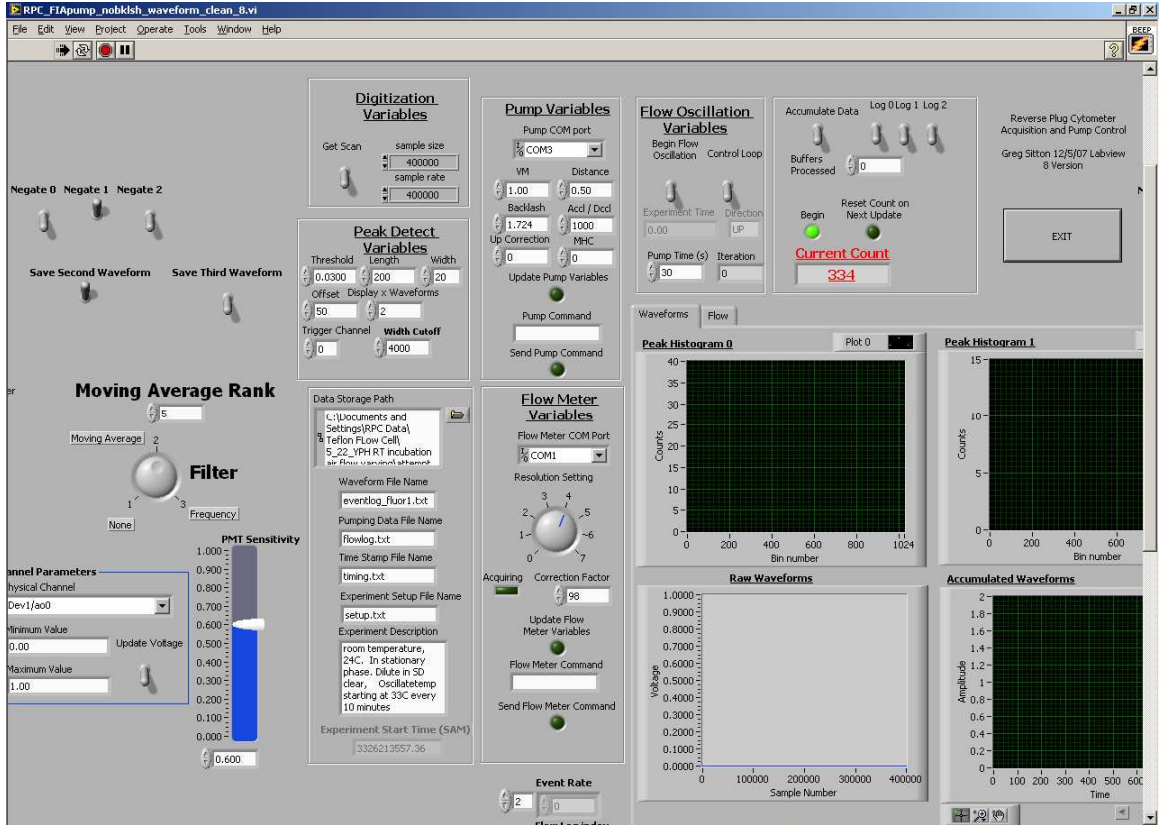 RPC_FIApump_nobklsh_waveform_clean_8.vi
File Edit View Project Operate Tools Window Help
BEEP
Negate 0 Negate 1 Negate 2
Save Second Waveform Save Third Waveform
Moving Average Rank
5
Moving Average
1 2 3
Filter
None
Frequency
PMT Sensitivity
1.000
0.900
0.800
0.700
0.600
0.500
0.400
0.300
0.200
0.100
0.000
0.600
annel Parameters
hysical Channel
Dev1/ao0
Minimum Value
0.00
Update Voltage
Maximum Value
1.00
Digitization
Variables
Get Scan
sample size
400000
sample rate
400000
Peak Detect
Variables
Threshold Length Width
0.0300 200 20
Offset Display x Waveforms
50 2
Trigger Channel Width Cutoff
0 4000
Data Storage Path
C:\Documents and
Settings\RPC Data\
Teflon FLow Cell\
5_22_YPH RT incubation
air flow varying\attempt
Waveform File Name
eventlog_fluor1.txt
Pumping Data File Name
flowlog.txt
Time Stamp File Name
timing.txt
Experiment Setup File Name
setup.txt
Experiment Description
room temperature,
24C. In stationary
phase. Dilute in SD
clear, Oscillatetemp
starting at 33C every
10 minutes
Experiment Start Time (SAM)
3326213557.36
Pump Variables
Pump COM port
COM3
VM Distance
1.00 0.50
Backlash Accl / Dccl
1.724 1000
Up Correction MHC
0 0
Update Pump Variables
Pump Command
Send Pump Command
Flow Meter
Variables
Flow Meter COM Port
COM1
Resolution Setting
0 1 2 3 4 5 6 7
Acquiring Correction Factor
98
Update Flow
Meter Variables
Flow Meter Command
Send Flow Meter Command
Event Rate
2 0
Flow Log index
Flow Oscillation
Variables
Begin Flow
Oscillation Control Loop
Experiment Time Direction
0.00 UP
Pump Time (s) Iteration
30 0
Accumulate Data Log 0 Log 1 Log 2
Buffers
Processed
0
Begin
Reset Count on
Next Update
Current Count
334
Reverse Plug Cytometer
Acquisition and Pump Control
Greg Sitton 12/5/07 Labview
8 Version
EXIT
Waveforms Flow
Peak Histogram 0
Plot 0
Counts
40
35
30
25
20
15
10
5
0
0 200 400 600 800 1024
Bin number
Peak Histogram 1
Counts
15
10
5
0
0 200 400 600
Bin number
Raw Waveforms
Voltage
1.0000
0.9000
0.8000
0.7000
0.6000
0.5000
0.4000
0.3000
0.2000
0.1000
0.0000
0 100000 200000 300000 400000
Sample Number
Accumulated Waveforms
Amplitude
2
1.8
1.6
1.4
1.2
1
0.8
0.6
0.4
0.2
0
0 100 200 300 400 500 600
Time